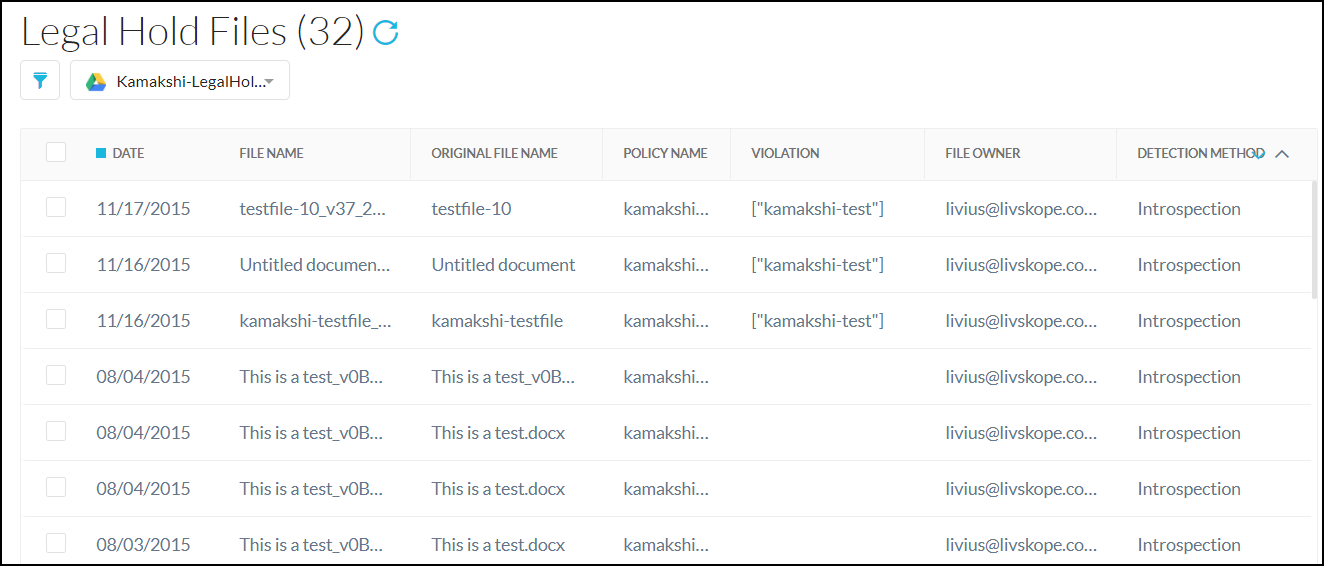 Legal Hold Files (32)
Kamakshi-LegalHol...
DATE FILE NAME ORIGINAL FILE NAME POLICY NAME VIOLATION FILE OWNER DETECTION METHOD
11/17/2015 testfile-10_v37_2... testfile-10 kamakshi... ["kamakshi-test"] livius@livskope.co... Introspection
11/16/2015 Untitled documen... Untitled document kamakshi... ["kamakshi-test"] livius@livskope.co... Introspection
11/16/2015 kamakshi-testfile_... kamakshi-testfile kamakshi... ["kamakshi-test"] livius@livskope.co... Introspection
08/04/2015 This is a test_v0B... This is a test_v0B... kamakshi... livius@livskope.co... Introspection
08/04/2015 This is a test_v0B... This is a test.docx kamakshi... livius@livskope.co... Introspection
08/04/2015 This is a test_v0B... This is a test.docx kamakshi... livius@livskope.co... Introspection
08/03/2015 This is a test_v0B... This is a test.docx kamakshi... livius@livskope.co... Introspection